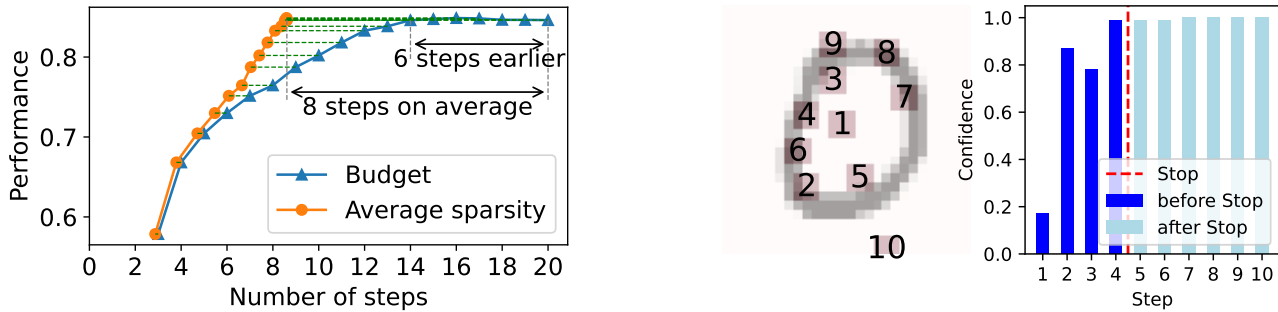 Performance
0.8
0.7
0.6
6 steps earlier
8 steps on average
Budget
Average sparsity
0 2 4 6 8 10 12 14 16 18 20
Number of steps
9 8
3
7
4
1
6
2 5
10
Confidence
1.0
0.8
0.6
0.4
0.2
0.0
Stop
before Stop
after Stop
1 2 3 4 5 6 7 8 9 10
Step